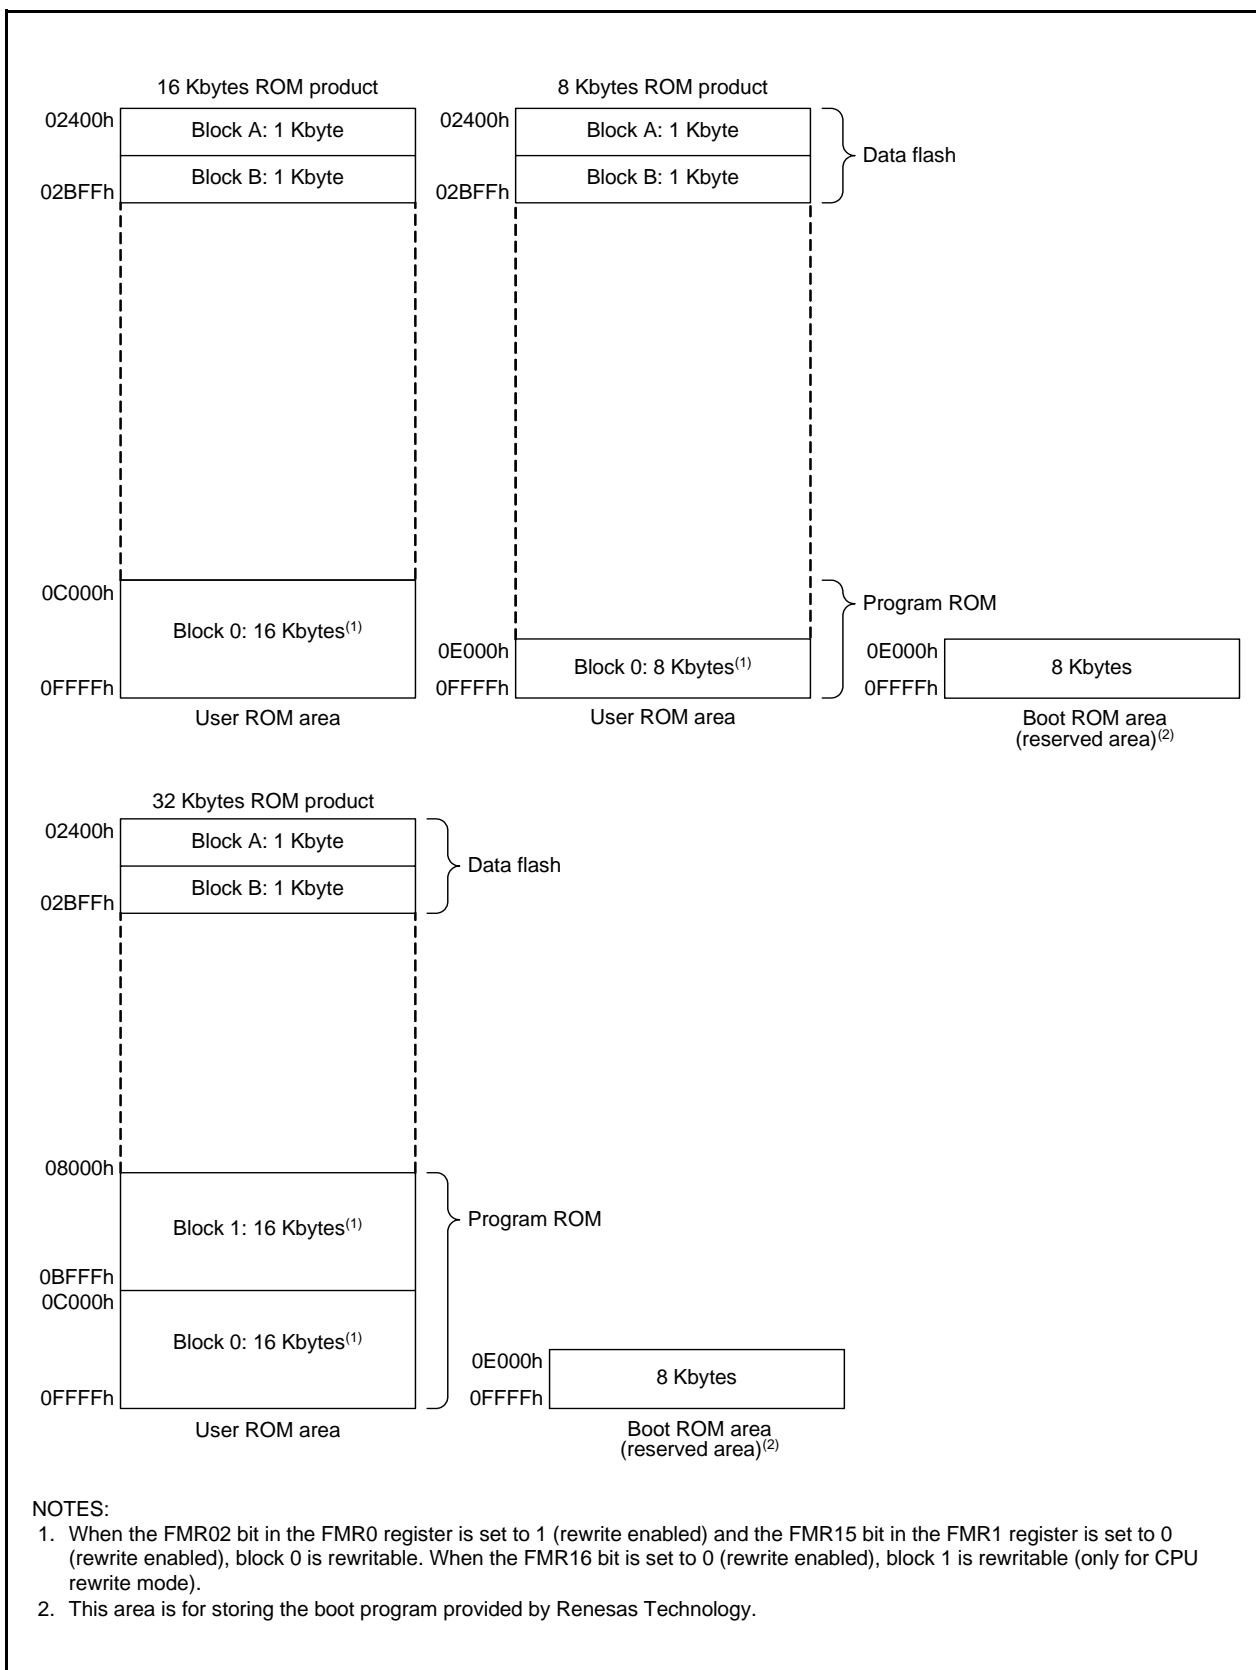 16 Kbytes ROM product
02400h
Block A: 1 Kbyte
Block B: 1 Kbyte
02BFFh
0C000h
Block 0: 16 Kbytes(1)
0FFFFh
User ROM area
8 Kbytes ROM product
02400h
Block A: 1 Kbyte
Block B: 1 Kbyte
02BFFh
Data flash
0E000h
Block 0: 8 Kbytes(1)
0FFFFh
User ROM area
Program ROM
0E000h
8 Kbytes
0FFFFh
Boot ROM area
(reserved area)(2)
32 Kbytes ROM product
02400h
Block A: 1 Kbyte
Block B: 1 Kbyte
02BFFh
Data flash
08000h
Block 1: 16 Kbytes(1)
0BFFFh
0C000h
Block 0: 16 Kbytes(1)
0FFFFh
User ROM area
Program ROM
0E000h
8 Kbytes
0FFFFh
Boot ROM area
(reserved area)(2)
NOTES:
1. When the FMR02 bit in the FMR0 register is set to 1 (rewrite enabled) and the FMR15 bit in the FMR1 register is set to 0
(rewrite enabled), block 0 is rewritable. When the FMR16 bit is set to 0 (rewrite enabled), block 1 is rewritable (only for CPU
rewrite mode).
2. This area is for storing the boot program provided by Renesas Technology.